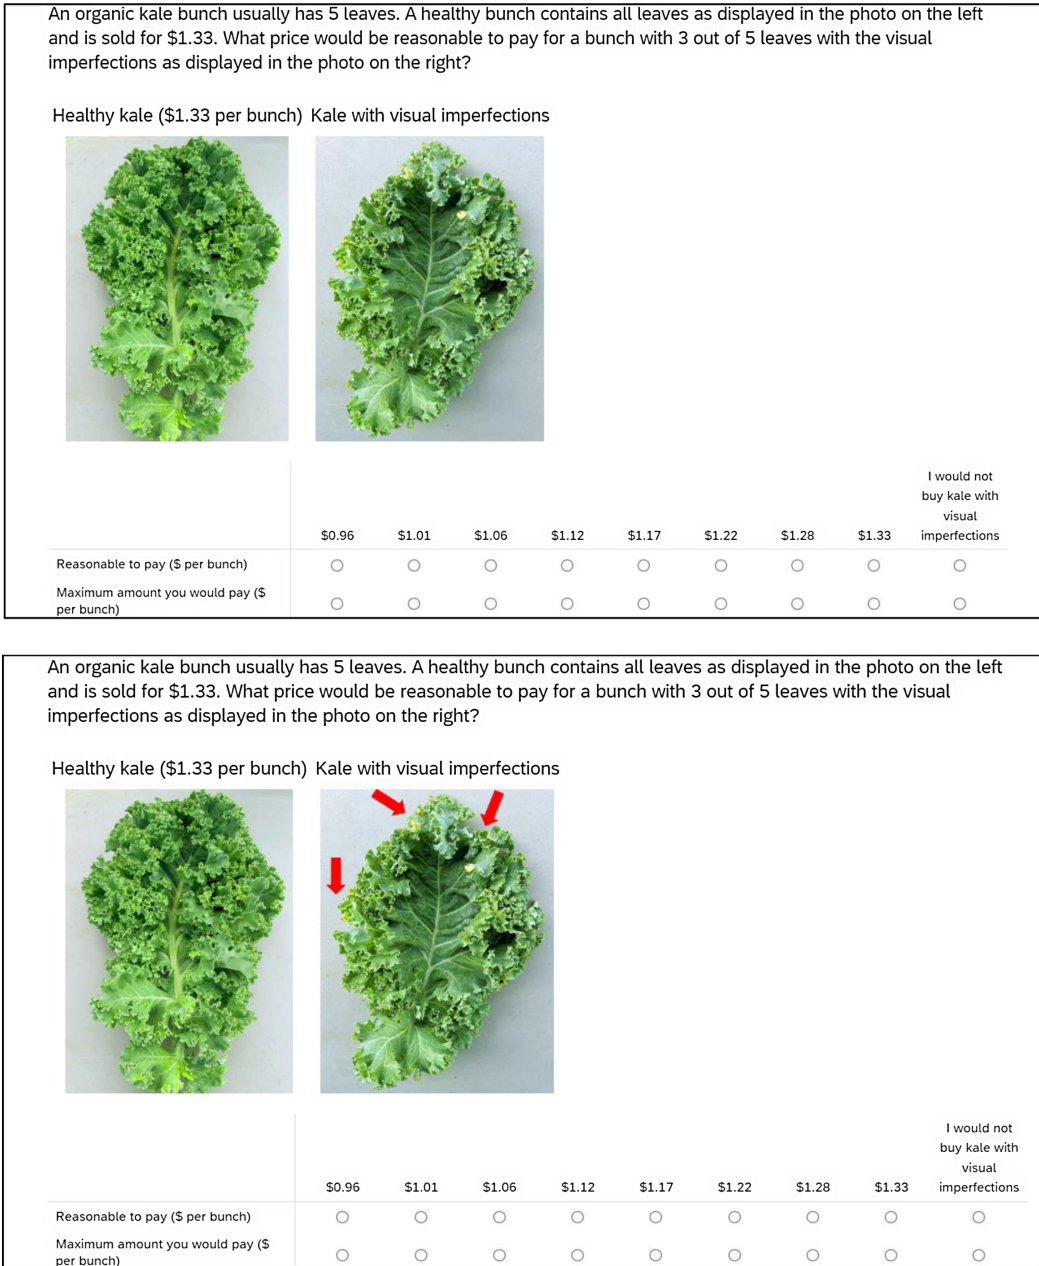 An organic kale bunch usually has 5 leaves. A healthy bunch contains all leaves as displayed in the photo on the left
and is sold for $1.33. What price would be reasonable to pay for a bunch with 3 out of 5 leaves with the visual
imperfections as displayed in the photo on the right?
Healthy kale ($1.33 per bunch) Kale with visual imperfections
I would not
buy kale with
visual
$0.96 $1.01 $1.06 $1.12 $1.17 $1.22 $1.28 $1.33 imperfections
Reasonable to pay ($ per bunch)
Maximum amount you would pay ($
per bunch)
An organic kale bunch usually has 5 leaves. A healthy bunch contains all leaves as displayed in the photo on the left
and is sold for $1.33. What price would be reasonable to pay for a bunch with 3 out of 5 leaves with the visual
imperfections as displayed in the photo on the right?
Healthy kale ($1.33 per bunch) Kale with visual imperfections
I would not
buy kale with
visual
$0.96 $1.01 $1.06 $1.12 $1.17 $1.22 $1.28 $1.33 imperfections
Reasonable to pay ($ per bunch)
Maximum amount you would pay ($
per bunch)